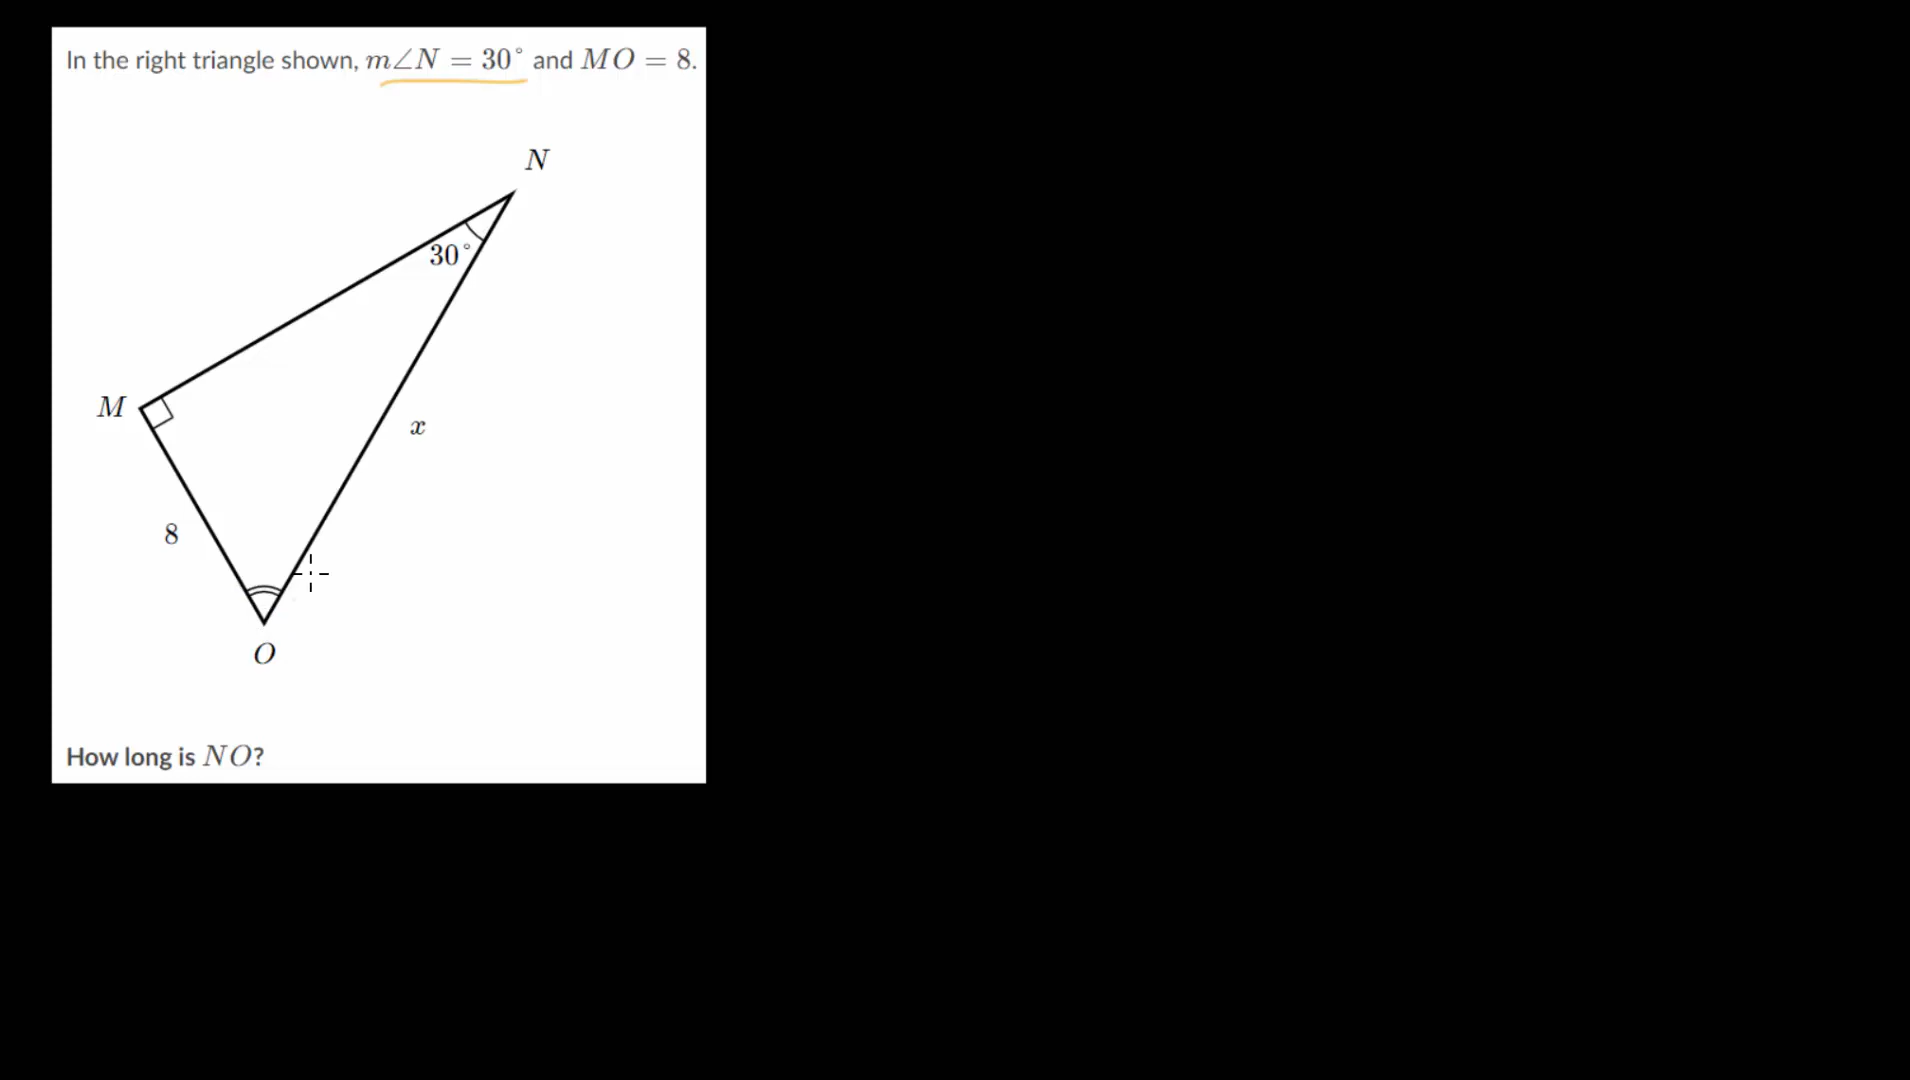 In the right triangle shown, m∠N = 30° and MO = 8.
N
30°
M
x
8
O
How long is NO?